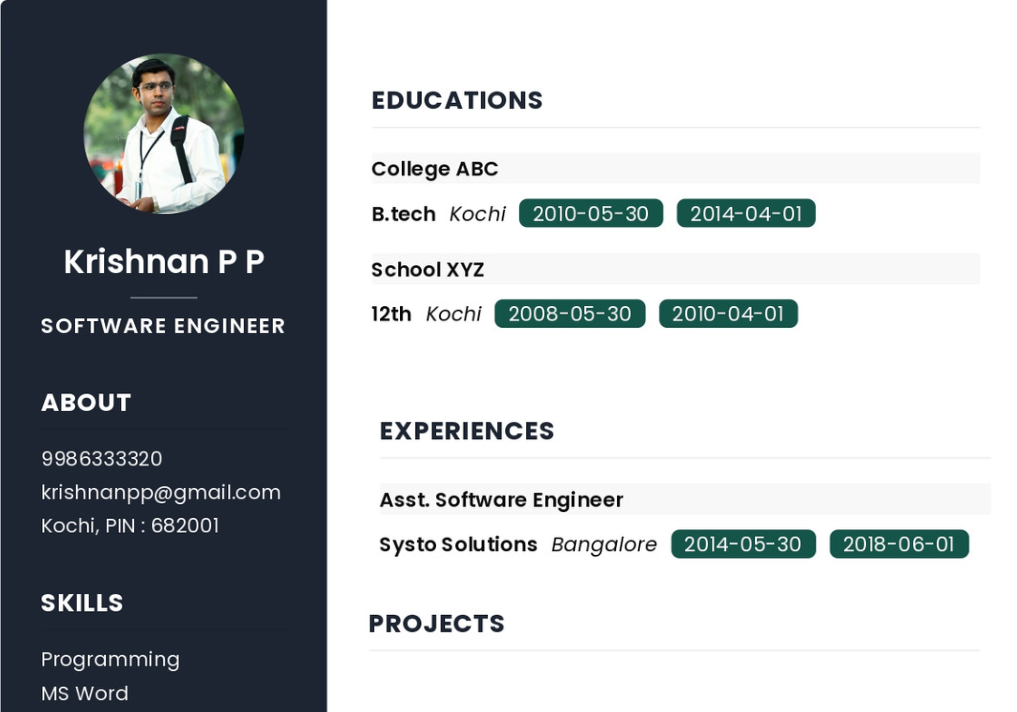 Krishnan P P
SOFTWARE ENGINEER
ABOUT
9986333320
krishnanpp@gmail.com
Kochi, PIN : 682001
SKILLS
Programming
MS Word
EDUCATIONS
College ABC
B.tech Kochi 2010-05-30 2014-04-01
School XYZ
12th Kochi 2008-05-30 2010-04-01
EXPERIENCES
Asst. Software Engineer
Systo Solutions Bangalore 2014-05-30 2018-06-01
PROJECTS